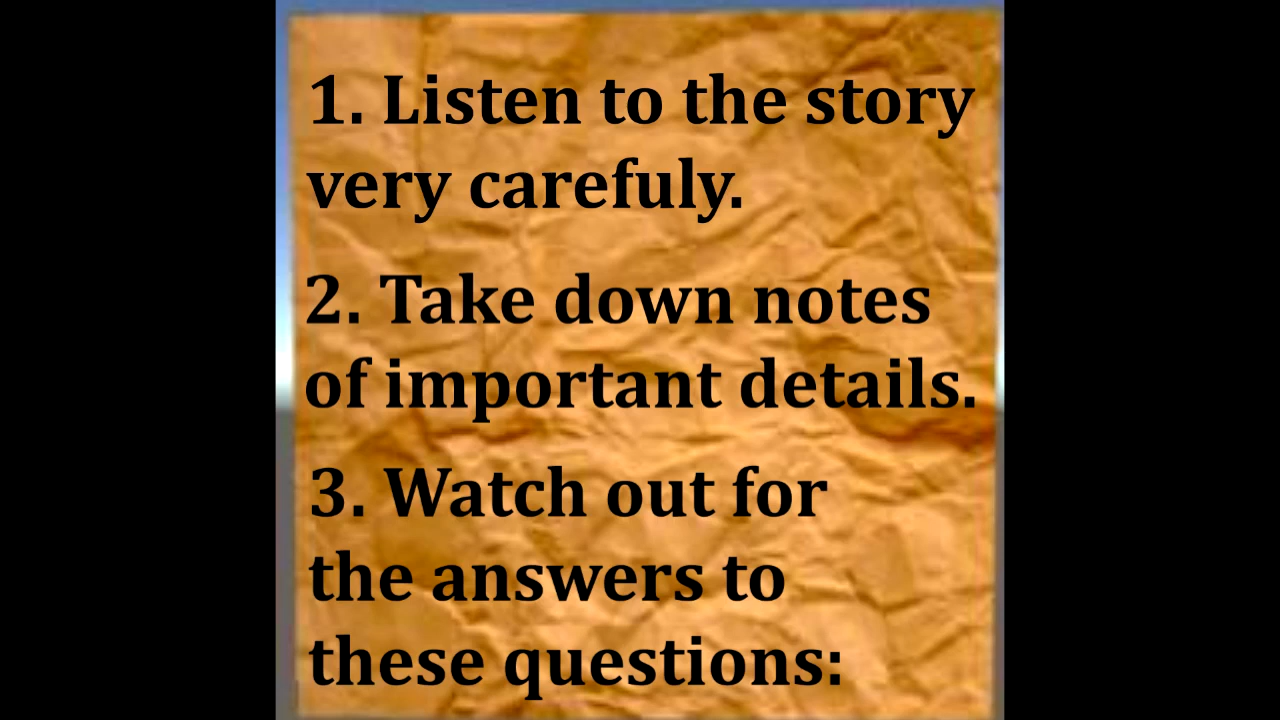 1. Listen to the story
very carefuly.
2. Take down notes
of important details.
3. Watch out for
the answers to
these questions: